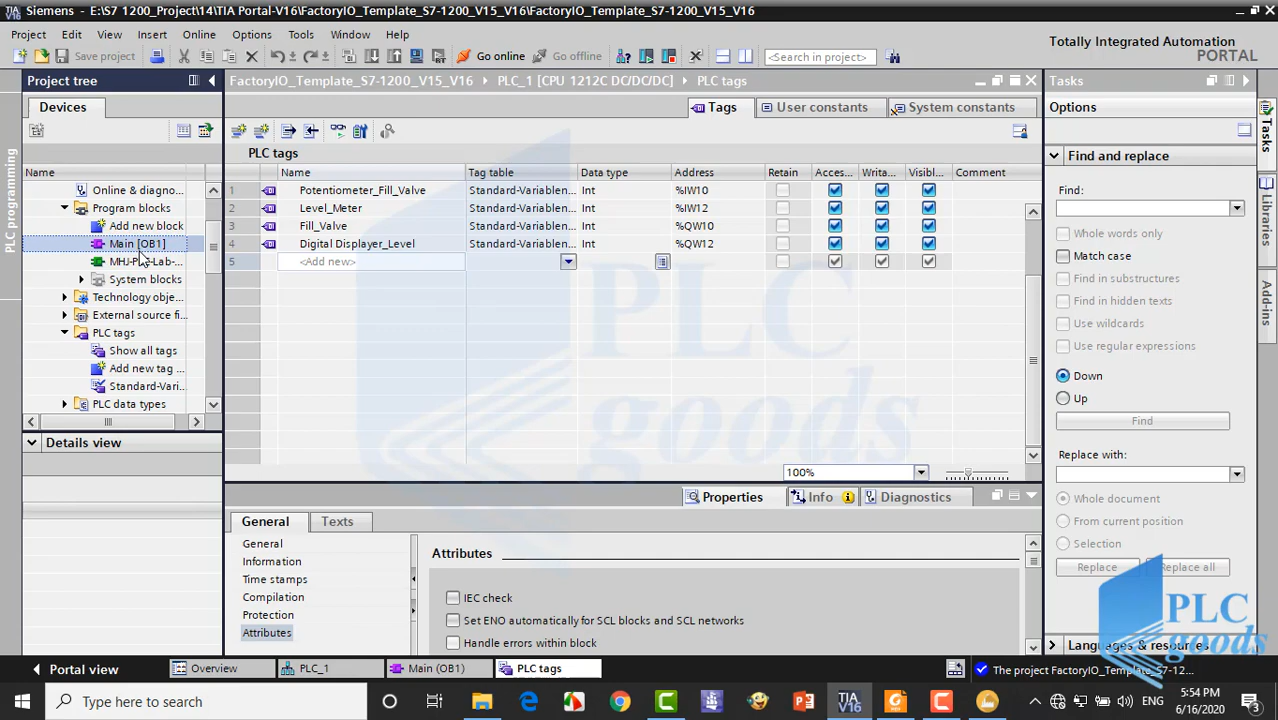 Siemens - E:\S7 1200_Project\14\TIA Portal-V16\FactoryIO_Template_S7-1200_V15_V16\FactoryIO_Template_S7-1200_V15_V16
Project Edit View Insert Online Options Tools Window Help
Totally Integrated Automation
PORTAL
Save project Go online Go offline <Search in project>
Project tree
FactoryIO_Template_S7-1200_V15_V16 PLC_1 [CPU 1212C DC/DC/DC] PLC tags
Tasks
Devices
Tags User constants System constants
Options
PLC programming
PLC tags
Find and replace
Name
Name Tag table Data type Address Retain Acces... Writa... Visibl... Comment
Online & diagno...
Program blocks
Add new block
Main [OB1]
System blocks
Technology obje...
External source fi...
PLC tags
Show all tags
Add new tag ...
Standard-Vari...
PLC data types
1 Potentiometer_Fill_Valve Standard-Variablen... Int %IW10
2 Level_Meter Standard-Variablen... Int %IW12
3 Fill_Valve Standard-Variablen... Int %QW10
4 Digital Displayer_Level Standard-Variablen... Int %QW12
5 <Add new>
PLC
goods
100%
Find:
Whole words only
Match case
Find in substructures
Find in hidden texts
Use wildcards
Use regular expressions
Down
Up
Find
Replace with:
Whole document
From current position
Selection
Replace Replace all
Languages & resources
Tasks
Libraries
Add-ins
Details view
Properties Info Diagnostics
General Texts
General
Information
Time stamps
Compilation
Protection
Attributes
Attributes
IEC check
Set ENO automatically for SCL blocks and SCL networks
Handle errors within block
PLC
goods
Portal view Overview PLC_1 Main (OB1) PLC tags The project FactoryIO_Template_S7-12...
Type here to search
TIA
V16
5:54 PM
6/16/2020
3